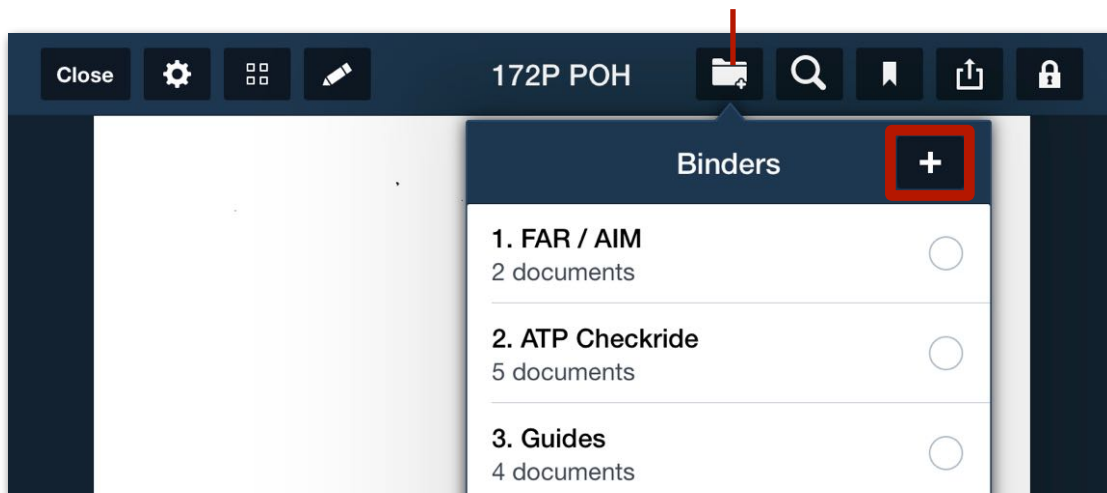 Close
172P POH
Binders
+
1. FAR / AIM
2 documents
2. ATP Checkride
5 documents
3. Guides
4 documents